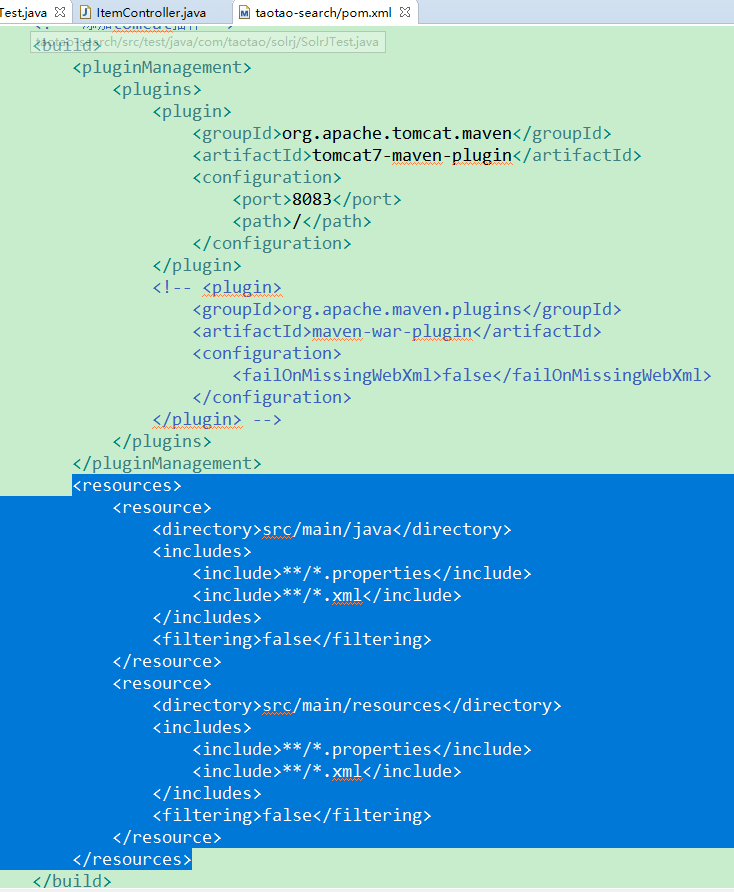 Test.java ItemController.java taotao-search/pom.xml
taotao-search/src/test/java/com/taotao/solrj/SolrJTest.java
<build>
<pluginManagement>
<plugins>
<plugin>
<groupId>org.apache.tomcat.maven</groupId>
<artifactId>tomcat7-maven-plugin</artifactId>
<configuration>
<port>8083</port>
<path>/</path>
</configuration>
</plugin>
<!-- <plugin>
<groupId>org.apache.maven.plugins</groupId>
<artifactId>maven-war-plugin</artifactId>
<configuration>
<failOnMissingWebXml>false</failOnMissingWebXml>
</configuration>
</plugin> -->
</plugins>
</pluginManagement>
<resources>
<resource>
<directory>src/main/java</directory>
<includes>
<include>**/*.properties</include>
<include>**/*.xml</include>
</includes>
<filtering>false</filtering>
</resource>
<resource>
<directory>src/main/resources</directory>
<includes>
<include>**/*.properties</include>
<include>**/*.xml</include>
</includes>
<filtering>false</filtering>
</resource>
</resources>
</build>